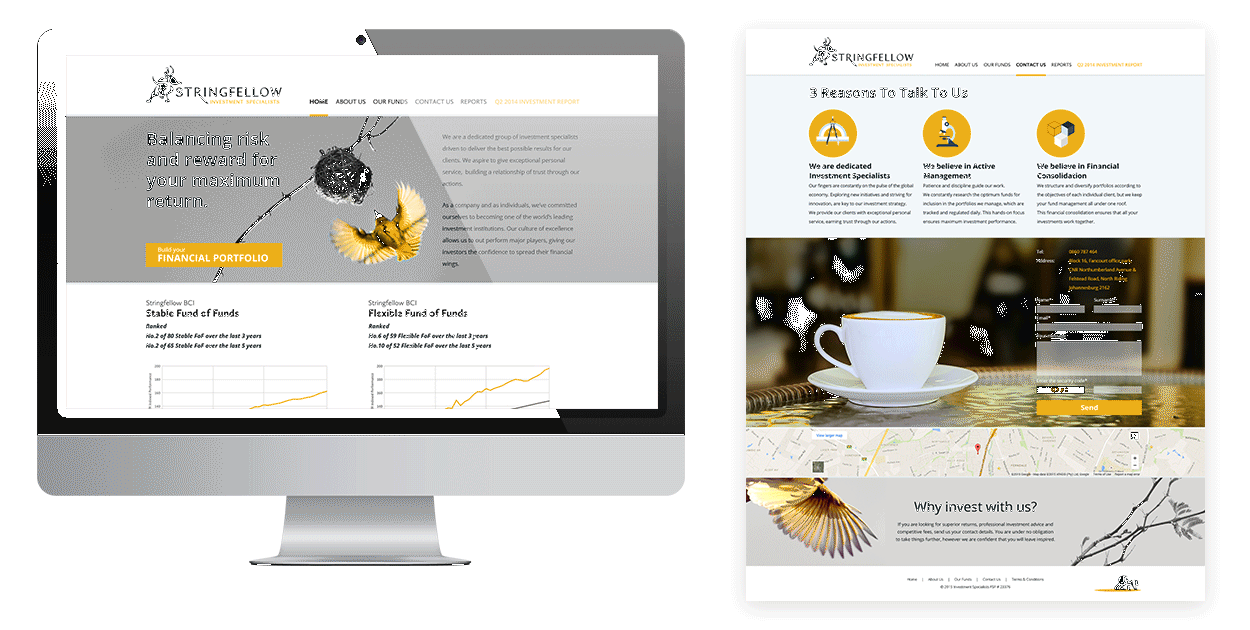 STRINGFELLOW
INVESTMENT SPECIALISTS
HOME ABOUT US OUR FUNDS CONTACT US REPORTS Q3 2014 INVESTMENT REPORT
Balancing risk
and reward for
your maximum
return.
Build your
FINANCIAL PORTFOLIO
We are a dedicated group of investment specialists
driven to deliver the best possible results for our
clients. We aspire to give exceptional personal
service, building a relationship of trust through our
actions.
As a company and as individuals, we've committed
ourselves to becoming one of the world's leading
investment institutions. Our culture of excellence
allows us to out perform major players, giving our
investors the confidence to spread their financial
wings.
Stringfellow BCI
Stable Fund of Funds
Ranked
No.2 of 80 Stable FoF over the last 3 years
No.2 of 65 Stable FoF over the last 5 years
Stringfellow BCI
Flexible Fund of Funds
Ranked
No.6 of 59 Flexible FoF over the last 3 years
No.10 of 52 Flexible FoF over the last 5 years
STRINGFELLOW
INVESTMENT SPECIALISTS
HOME ABOUT US OUR FUNDS CONTACT US REPORTS Q3 2014 INVESTMENT REPORT
3 Reasons To Talk To Us
We are dedicated
Investment Specialists
Our fingers are constantly on the pulse of the global
economy. Exploring new initiatives and striving for
innovation, are key to our investment strategy.
We provide our clients with exceptional personal
service, earning trust through our actions.
We believe in Active
Management
Patience and discipline guide our work.
We constantly research the optimum funds for
inclusion in the portfolios we manage, which are
tracked and regulated daily. This hands-on focus
ensures maximum investment performance.
We believe in Financial
Consolidation
We structure and diversify portfolios according to
the objectives of each individual client, but we keep
your fund management all under one roof.
This financial consolidation ensures that all your
investments work together.
Tel: 0860 787 464
Address: Block 16, Fancourt office park
CNR Northumberland Avenue &
Felstead Road, North Riding
Johannesburg 2162
Name*
Email*
Enter the security code*
Send
View larger map
Why invest with us?
If you are looking for superior returns, professional investment advice and
competitive fees, send us your contact details. You are under no obligation
to take things further, however we are confident that you will leave inspired.
Home | About Us | Our Funds | Contact Us | Terms & Conditions